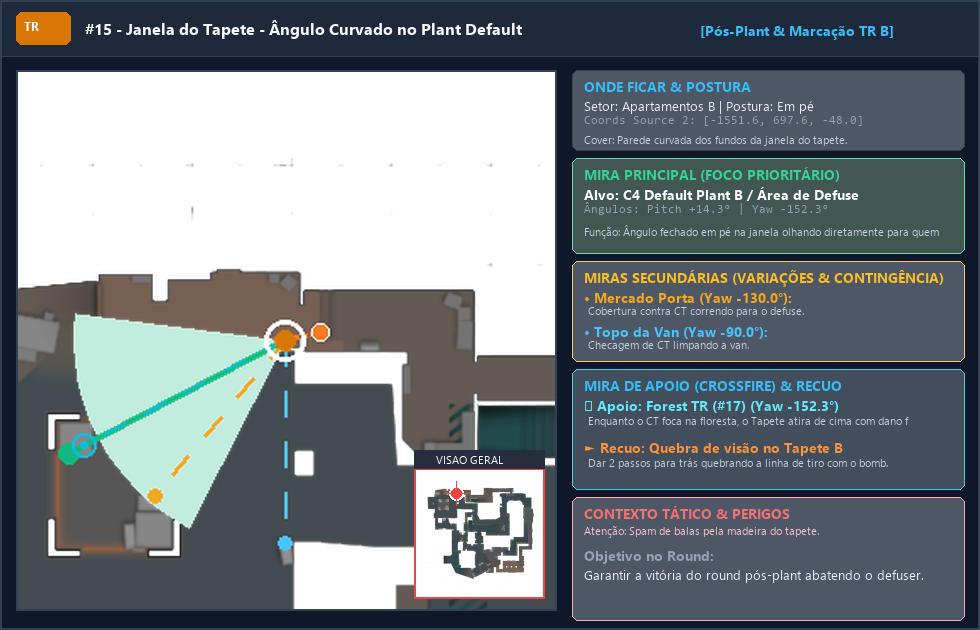 TR
#15 - Janela do Tapete - Ângulo Curvado no Plant Default
[Pós-Plant & Marcação TR B]
VISAO GERAL
ONDE FICAR & POSTURA
Setor: Apartamentos B | Postura: Em pé
Coords Source 2: [-1551.6, 697.6, -48.0]
Cover: Parede curvada dos fundos da janela do tapete.
MIRA PRINCIPAL (FOCO PRIORITÁRIO)
Alvo: C4 Default Plant B / Área de Defuse
Ângulos: Pitch +14.3° | Yaw -152.3°
Função: Ângulo fechado em pé na janela olhando diretamente para quem
MIRAS SECUNDÁRIAS (VARIAÇÕES & CONTINGÊNCIA)
• Mercado Porta (Yaw -130.0°):
Cobertura contra CT correndo para o defuse.
• Topo da Van (Yaw -90.0°):
Checagem de CT limpando a van.
MIRA DE APOIO (CROSSFIRE) & RECUO
Apoio: Forest TR (#17) (Yaw -152.3°)
Enquanto o CT foca na floresta, o Tapete atira de cima com dano f
► Recuo: Quebra de visão no Tapete B
Dar 2 passos para trás quebrando a linha de tiro com o bomb.
CONTEXTO TÁTICO & PERIGOS
Atenção: Spam de balas pela madeira do tapete.
Objetivo no Round:
Garantir a vitória do round pós-plant abatendo o defuser.